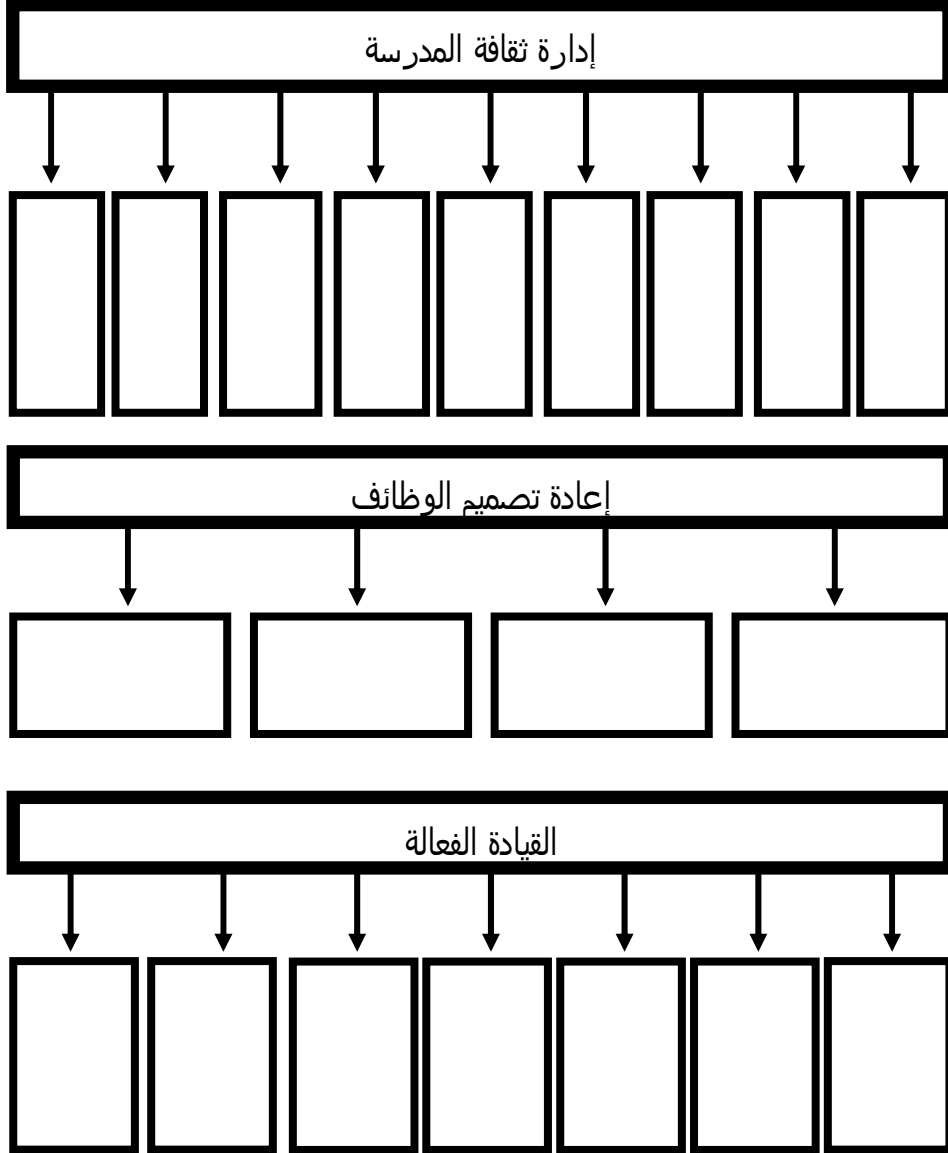 إدارة ثقافة المدرسة
إعادة تصميم الوظائف
القيادة الفعالة